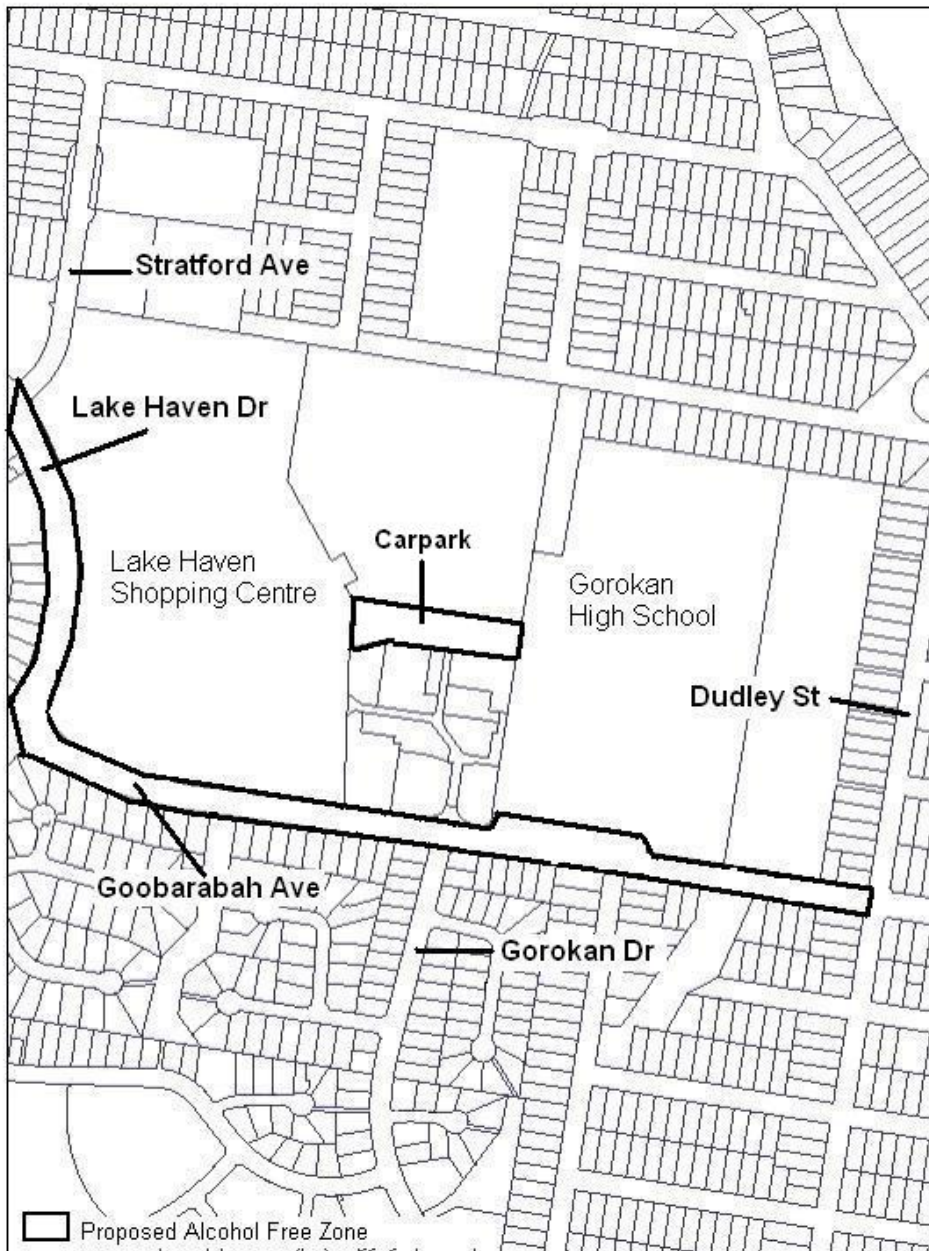 Stratford Ave
Lake Haven Dr
Carpark
Lake Haven
Shopping Centre
Gorokan
High School
Dudley St
Goobarabah Ave
Gorokan Dr
Proposed Alcohol Free Zone